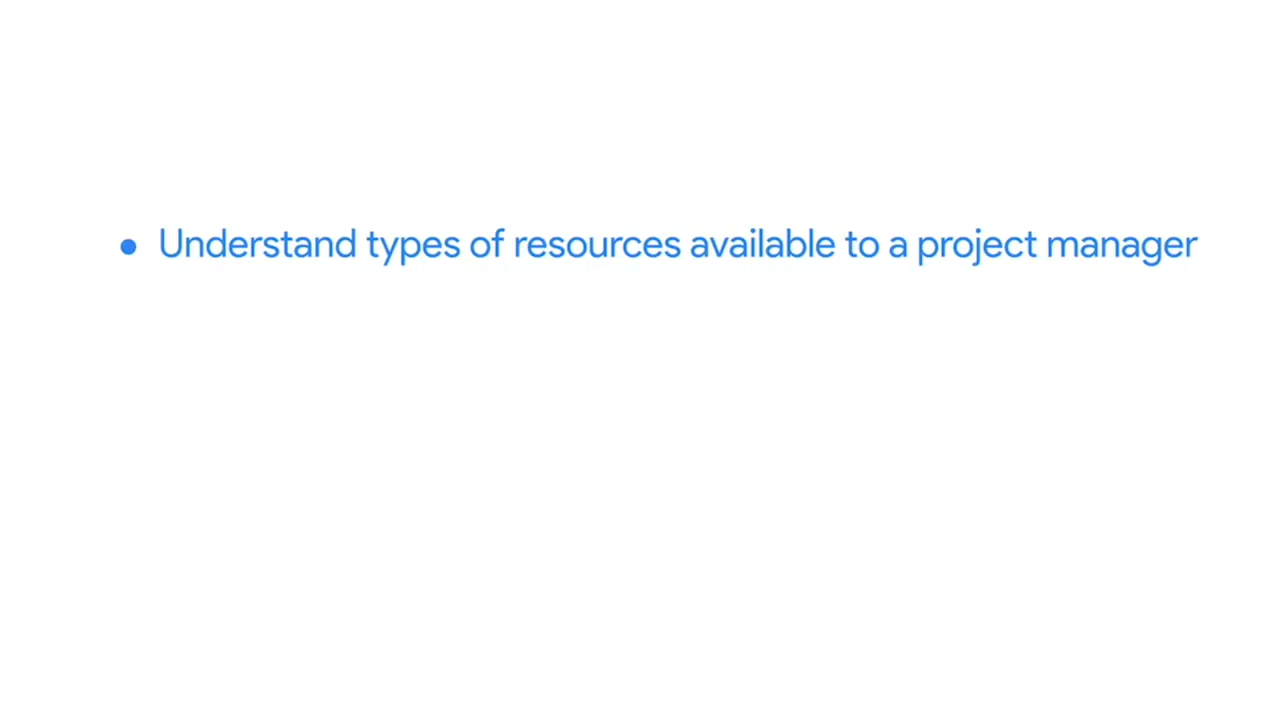 • Understand types of resources available to a project manager